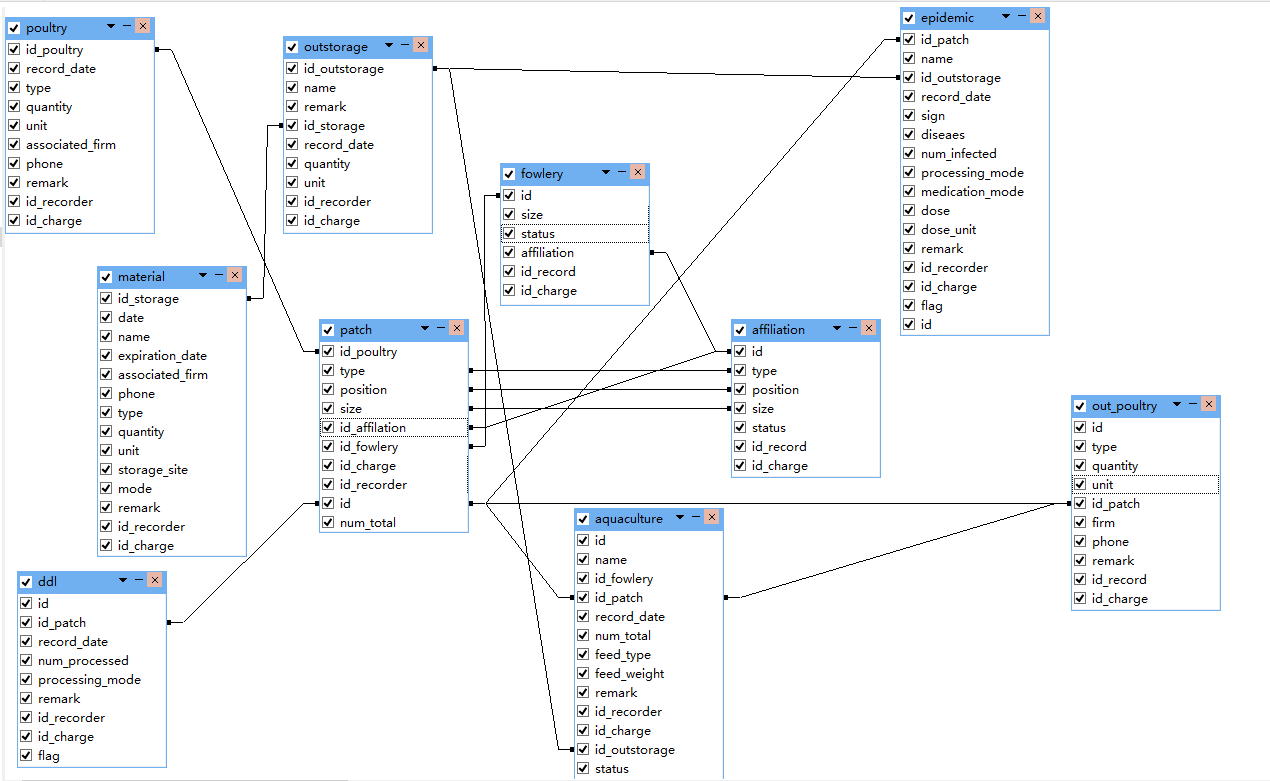 poultry
id_poultry
record_date
type
quantity
unit
associated_firm
phone
remark
id_recorder
id_charge
outstorage
id_outstorage
name
remark
id_storage
record_date
quantity
unit
id_recorder
id_charge
epidemic
id_patch
name
id_outstorage
record_date
sign
diseaes
num_infected
processing_mode
medication_mode
dose
dose_unit
remark
id_recorder
id_charge
flag
id
fowlery
id
size
status
affiliation
id_record
id_charge
material
id_storage
date
name
expiration_date
associated_firm
phone
type
quantity
unit
storage_site
mode
remark
id_recorder
id_charge
patch
id_poultry
type
position
size
id_affilation
id_fowlery
id_charge
id_recorder
id
num_total
affiliation
id
type
position
size
status
id_record
id_charge
out_poultry
id
type
quantity
unit
id_patch
firm
phone
remark
id_record
id_charge
aquaculture
id
name
id_fowlery
id_patch
record_date
num_total
feed_type
feed_weight
remark
id_recorder
id_charge
id_outstorage
status
ddl
id
id_patch
record_date
num_processed
processing_mode
remark
id_recorder
id_charge
flag